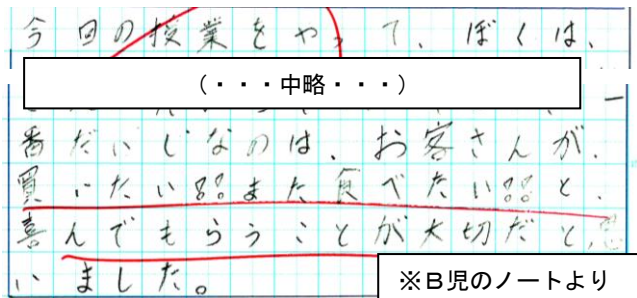 今回の授業をやって、ぼくは、
(・・・中略・・・)
一
番だいじなのは、お客さんが、
買いたい品また食べたい品と、
喜んでもらうことが大切だと思
いました。
※B児のノートより